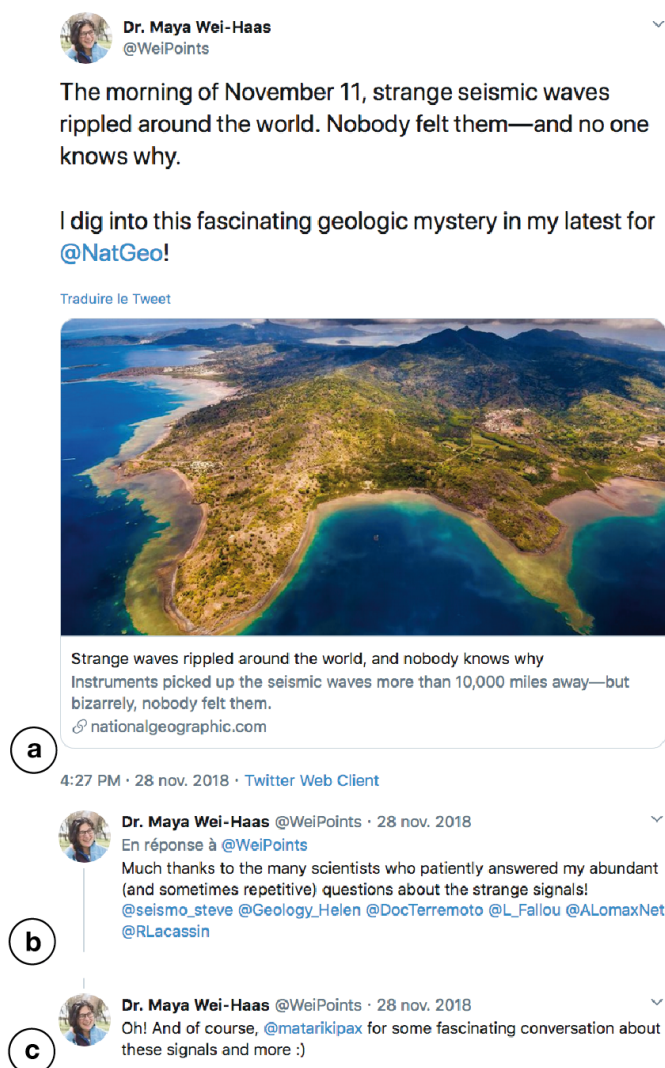 Dr. Maya Wei-Haas
@WeiPoints
The morning of November 11, strange seismic waves
rippled around the world. Nobody felt them—and no one
knows why.
I dig into this fascinating geologic mystery in my latest for
@NatGeo!
Traduire le Tweet
Strange waves rippled around the world, and nobody knows why
Instruments picked up the seismic waves more than 10,000 miles away—but
bizarrely, nobody felt them.
nationalgeographic.com
a
4:27 PM · 28 nov. 2018 · Twitter Web Client
Dr. Maya Wei-Haas @WeiPoints · 28 nov. 2018
En réponse à @WeiPoints
Much thanks to the many scientists who patiently answered my abundant
(and sometimes repetitive) questions about the strange signals!
@seismo_steve @Geology_Helen @DocTerremoto @L_Fallou @ALomaxNet
@RLacassin
b
Dr. Maya Wei-Haas @WeiPoints · 28 nov. 2018
Oh! And of course, @matarikipax for some fascinating conversation about
these signals and more :)
c